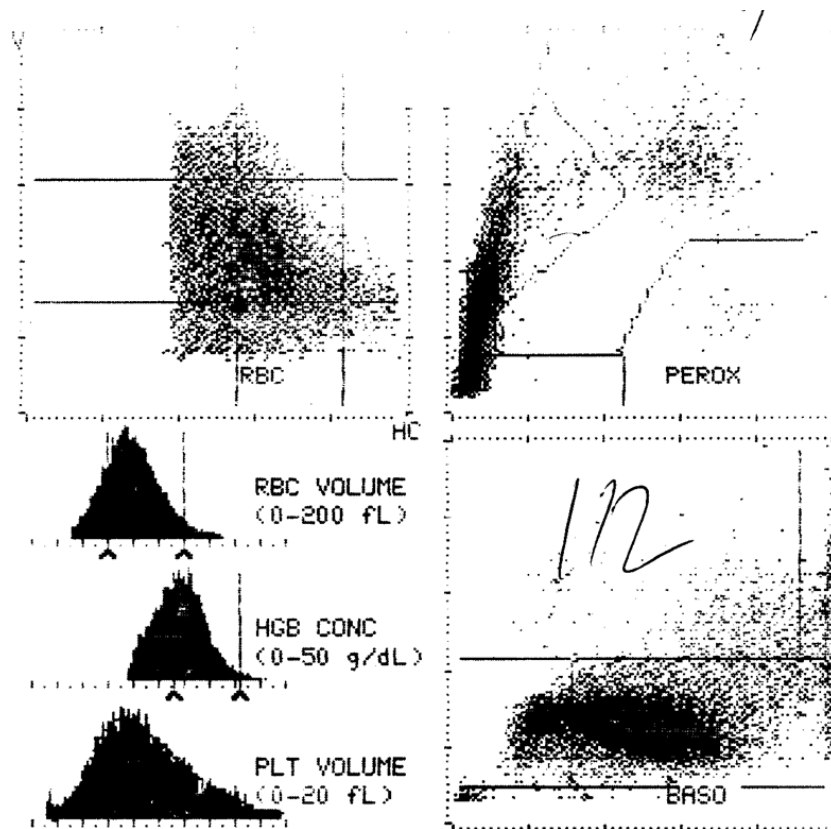 V
RBC
HC
PEROX
RBC VOLUME
(0-200 fL)
HGB CONC
(0-50 g/dL)
PLT VOLUME
(0-20 fL)
BASO